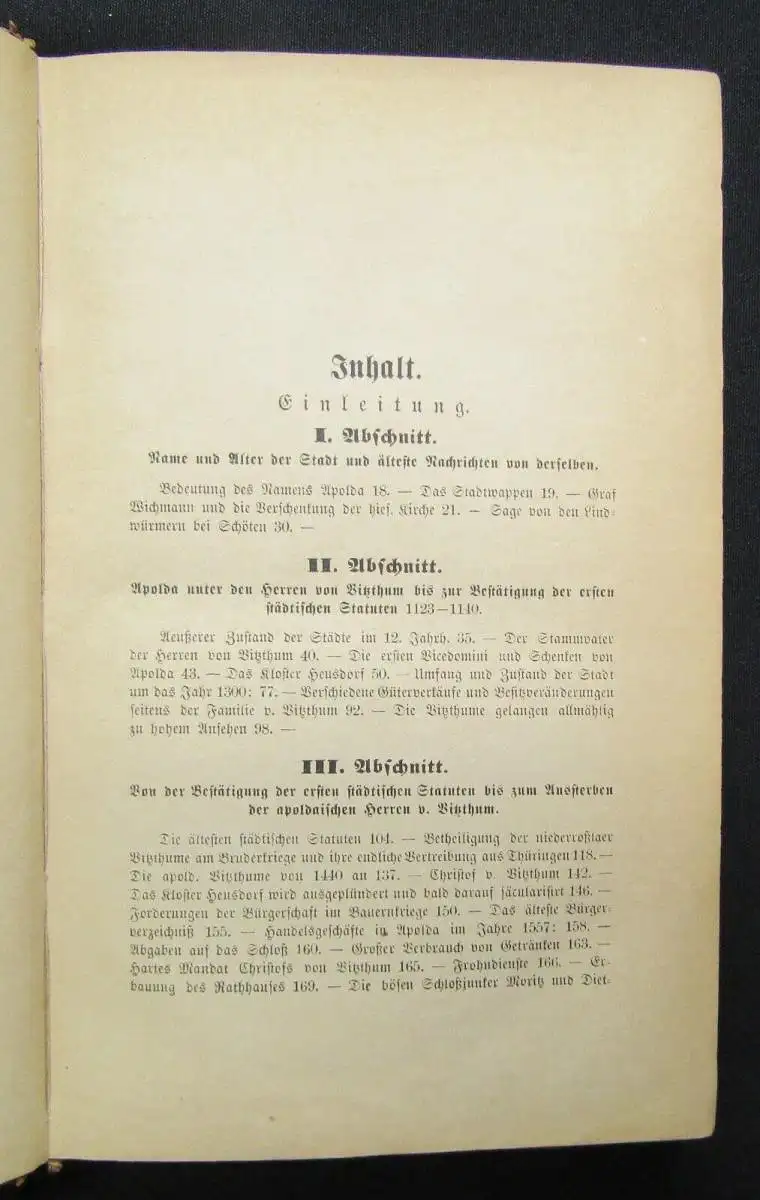 Inhalt.
Einleitung.
I. Abschnitt.
Name und Alter der Stadt und älteste Nachrichten von derselben.
Bedeutung des Namens Apolda 18. — Das Stadtwappen 19. — Graf
Wichmann und die Verschenkung der hies. Kirche 21. — Sage von den Lind-
würmern bei Schöten 30. —
II. Abschnitt.
Apolda unter den Herren von Vitzthum bis zur Bestätigung der ersten
städtischen Statuten 1123—1140.
Aeußerer Zustand der Städte im 12. Jahrh. 35. — Der Stammvater
der Herren von Vitzthum 40. — Die ersten Vicedomini und Schenken von
Apolda 43. — Das Kloster Heusdorf 50. — Umfang und Zustand der Stadt
um das Jahr 1300: 77. — Verschiedene Güterverkäufe und Besitzveränderungen
seitens der Familie v. Vitzthum 92. — Die Vitzthume gelangen allmählig
zu hohem Ansehen 98. —
III. Abschnitt.
Von der Bestätigung der ersten städtischen Statuten bis zum Aussterben
der apoldaischen Herren v. Vitzthum.
Die ältesten städtischen Statuten 104. — Betheiligung der niederroßlaer
Vitzthume am Bruderkriege und ihre endliche Vertreibung aus Thüringen 118. —
Die apold. Vitzthume von 1440 an 137. — Christof v. Vitzthum 142. —
Das Kloster Heusdorf wird ausgeplündert und bald darauf säcularisirt 146. —
Forderungen der Bürgerschaft im Bauernkriege 150. — Das älteste Bürger-
verzeichniß 155. — Handelsgeschäfte in Apolda im Jahre 1557: 158. —
Abgaben auf das Schloß 160. — Großer Verbrauch von Getränken 163. —
Hartes Mandat Christofs von Vitzthum 165. — Frohndienste 166. — Er-
bauung des Rathhauses 169. — Die bösen Schloßjunker Moritz und Diet-